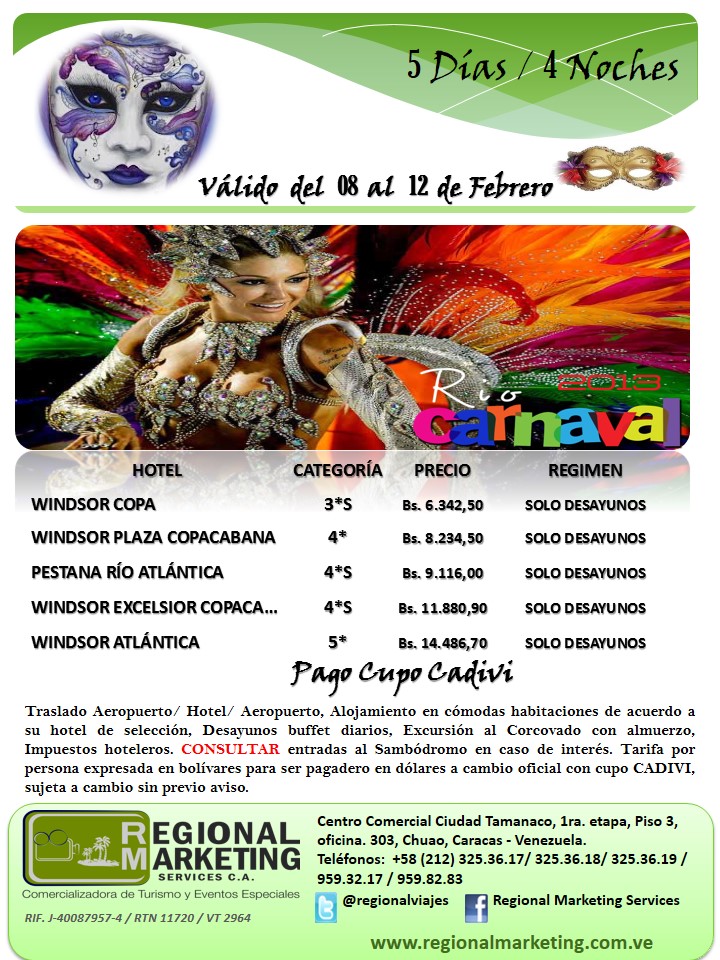 5 Días / 4 Noches
Válido del 08 al 12 de Febrero
Rio 2013
carnaval
HOTEL CATEGORÍA PRECIO REGIMEN
WINDSOR COPA 3*S Bs. 6.342,50 SOLO DESAYUNOS
WINDSOR PLAZA COPACABANA 4* Bs. 8.234,50 SOLO DESAYUNOS
PESTANA RÍO ATLÁNTICA 4*S Bs. 9.116,00 SOLO DESAYUNOS
WINDSOR EXCELSIOR COPACA... 4*S Bs. 11.880,90 SOLO DESAYUNOS
WINDSOR ATLÁNTICA 5* Bs. 14.486,70 SOLO DESAYUNOS
Pago Cupo Cadivi
Traslado Aeropuerto/ Hotel/ Aeropuerto, Alojamiento en cómodas habitaciones de acuerdo a
su hotel de selección, Desayunos buffet diarios, Excursión al Corcovado con almuerzo,
Impuestos hoteleros. CONSULTAR entradas al Sambódromo en caso de interés. Tarifa por
persona expresada en bolívares para ser pagadero en dólares a cambio oficial con cupo CADIVI,
sujeta a cambio sin previo aviso.
REGIONAL
MARKETING
SERVICES C.A.
Comercializadora de Turismo y Eventos Especiales
RIF. J-40087957-4 / RTN 11720 / VT 2964
Centro Comercial Ciudad Tamanaco, 1ra. etapa, Piso 3,
oficina. 303, Chuao, Caracas - Venezuela.
Teléfonos: +58 (212) 325.36.17/ 325.36.18/ 325.36.19 /
959.32.17 / 959.82.83
@regionalviajes Regional Marketing Services
www.regionalmarketing.com.ve